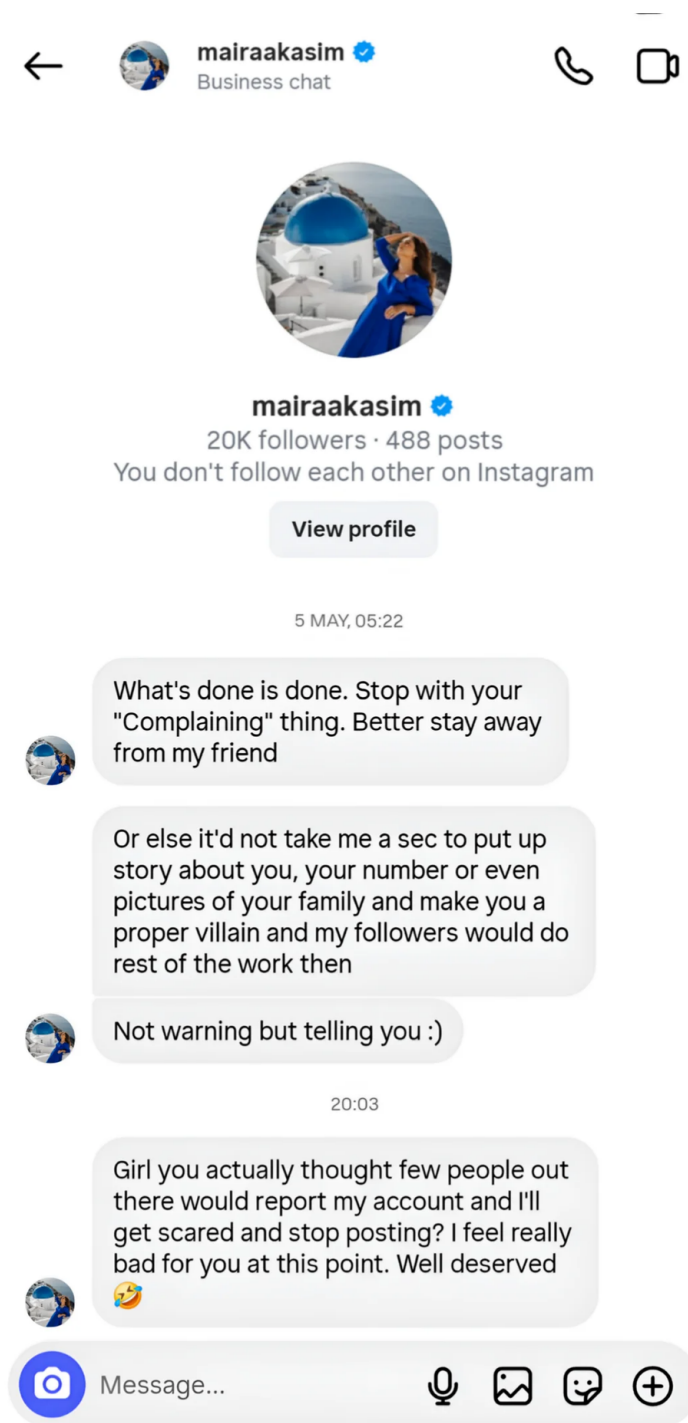 mairaakasim
Business chat
mairaakasim
20K followers · 488 posts
You don't follow each other on Instagram
View profile
5 MAY, 05:22
What's done is done. Stop with your
"Complaining" thing. Better stay away
from my friend
Or else it'd not take me a sec to put up
story about you, your number or even
pictures of your family and make you a
proper villain and my followers would do
rest of the work then
Not warning but telling you :)
20:03
Girl you actually thought few people out
there would report my account and I'll
get scared and stop posting? I feel really
bad for you at this point. Well deserved
🤣
Message...